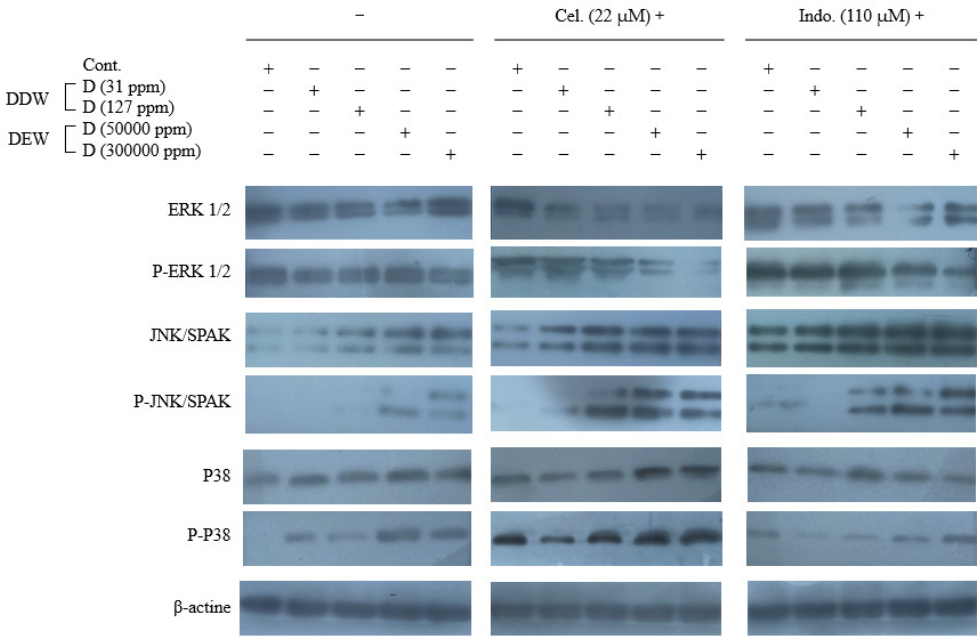 – Cel. (22 µM) + Indo. (110 µM) +
Cont. + – – – – + – – – – + – – – –
DDW D (31 ppm) – + – – – – + – – – – + – – –
D (127 ppm) – – + – – – – + – – – – + – –
DEW D (50000 ppm) – – – + – – – – + – – – – + –
D (300000 ppm) – – – – + – – – – + – – – – +
ERK 1/2
P-ERK 1/2
JNK/SPAK
P-JNK/SPAK
P38
P-P38
β-actine